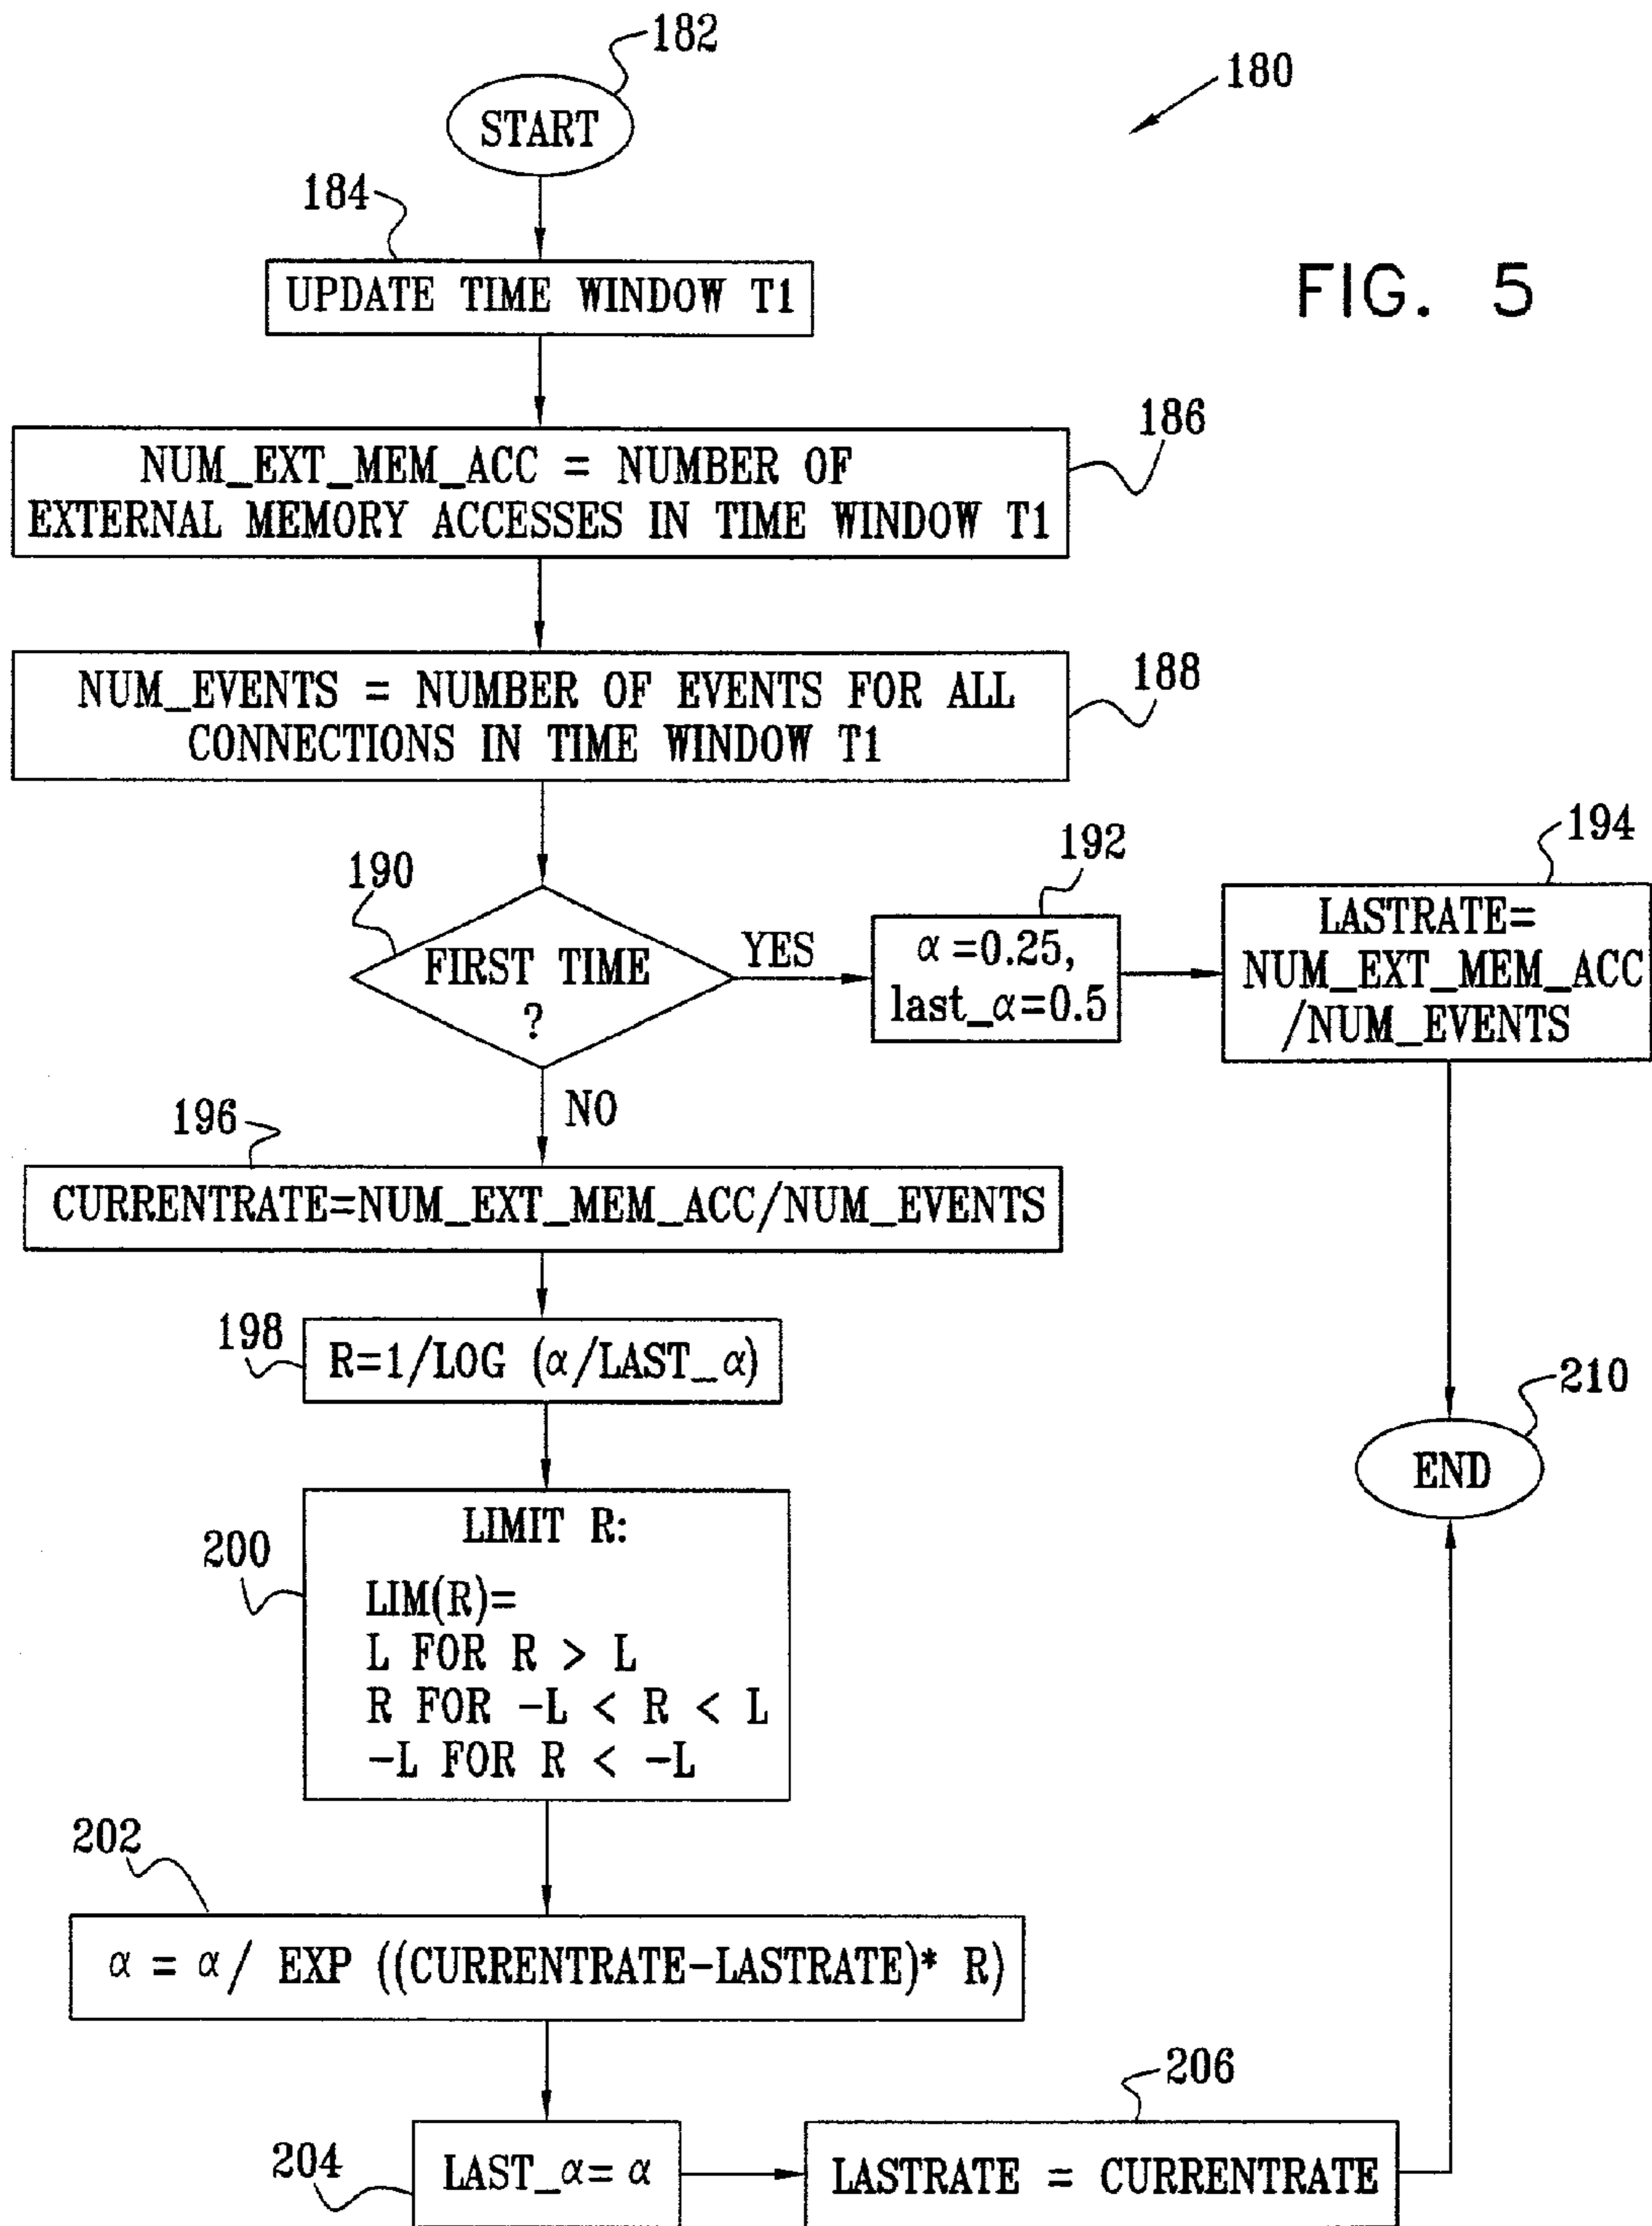 182
START
180
184
UPDATE TIME WINDOW T1
FIG. 5
186
NUM_EXT_MEM_ACC = NUMBER OF
EXTERNAL MEMORY ACCESSES IN TIME WINDOW T1
188
NUM_EVENTS = NUMBER OF EVENTS FOR ALL
CONNECTIONS IN TIME WINDOW T1
190
FIRST TIME
?
YES
192
α =0.25,
last_α=0.5
194
LASTRATE=
NUM_EXT_MEM_ACC
/NUM_EVENTS
NO
196
CURRENTRATE=NUM_EXT_MEM_ACC/NUM_EVENTS
198
R=1/LOG (α/LAST_α)
210
END
200
LIMIT R:
LIM(R)=
L FOR R > L
R FOR -L < R < L
-L FOR R < -L
202
α = α/ EXP ((CURRENTRATE-LASTRATE)* R)
204
LAST_α= α
206
LASTRATE = CURRENTRATE